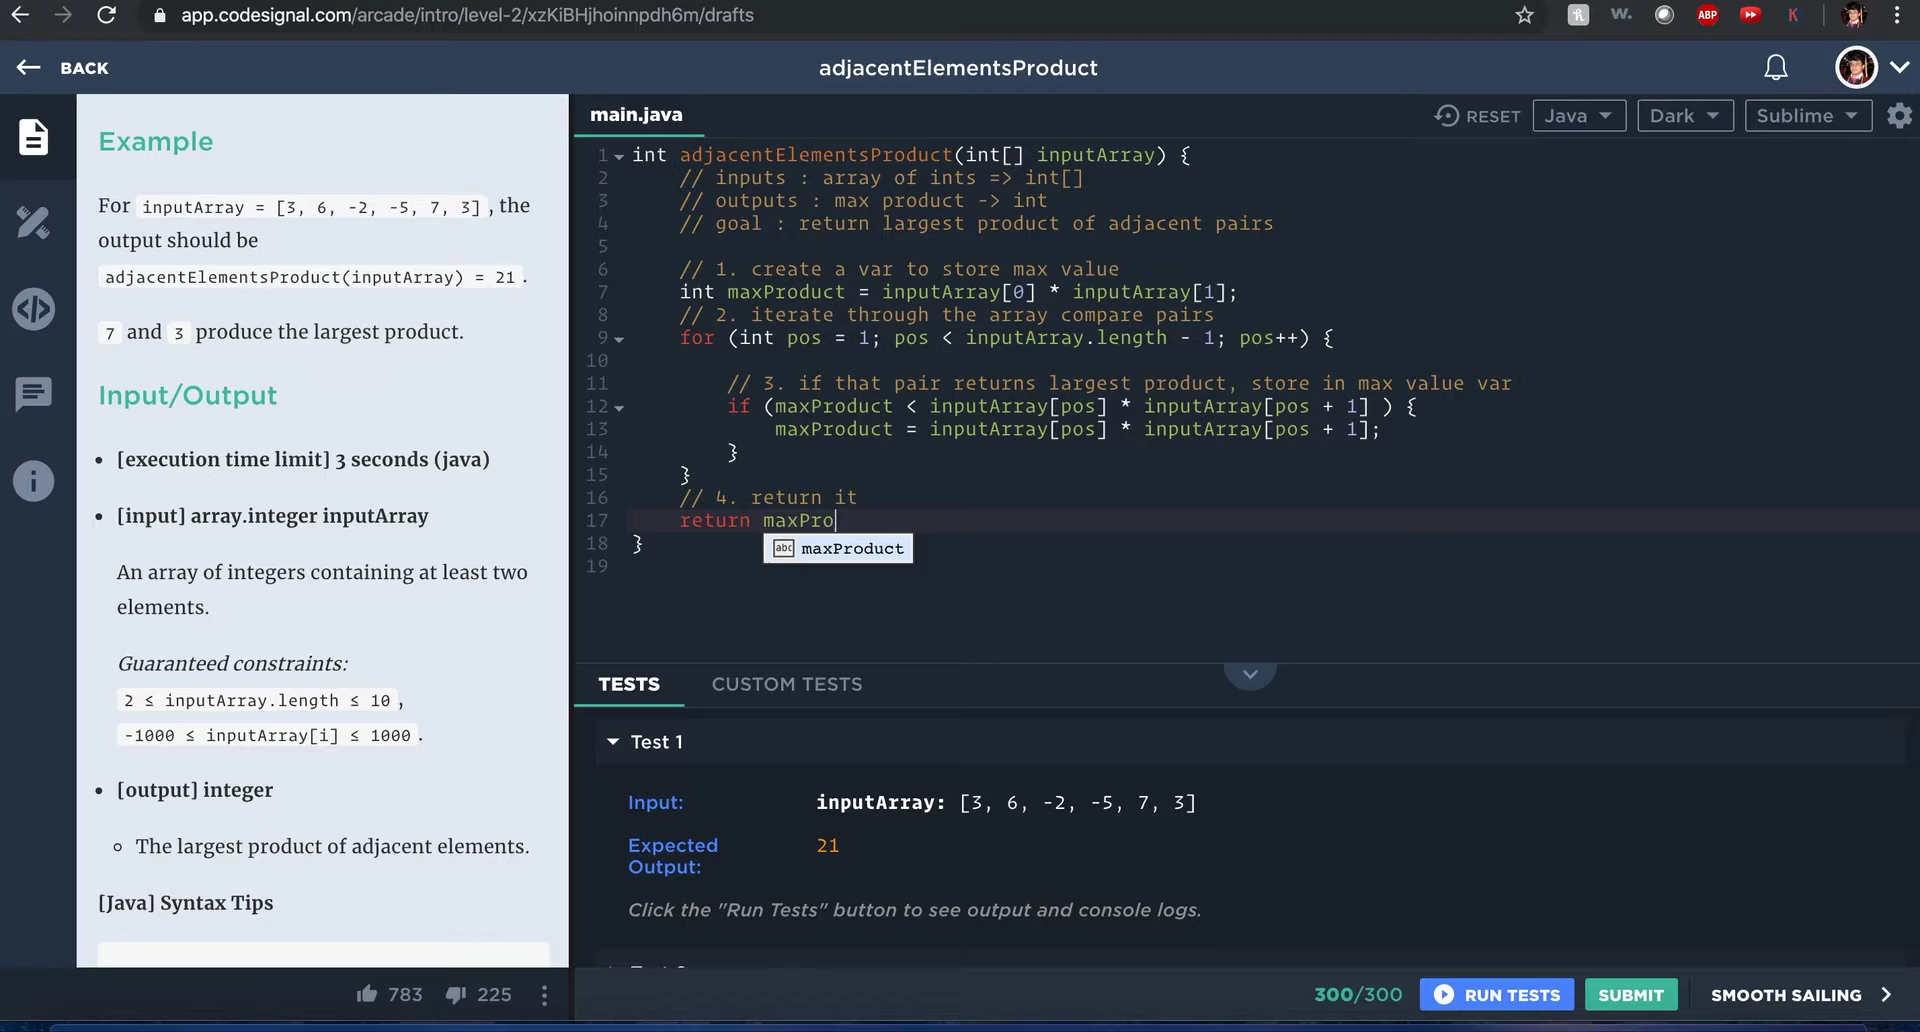 app.codesignal.com/arcade/intro/level-2/xzKiBHjhoinnpdh6m/drafts
W.
ABP
K
BACK
adjacentElementsProduct
Example
For inputArray = [3, 6, -2, -5, 7, 3], the
output should be
adjacentElementsProduct(inputArray) = 21.
7 and 3 produce the largest product.
Input/Output
• [execution time limit] 3 seconds (java)
• [input] array.integer inputArray
An array of integers containing at least two
elements.
Guaranteed constraints:
2 ≤ inputArray.length ≤ 10,
-1000 ≤ inputArray[i] ≤ 1000.
• [output] integer
The largest product of adjacent elements.
[Java] Syntax Tips
783 225
main.java
RESET Java Dark Sublime
1 int adjacentElementsProduct(int[] inputArray) {
2 // inputs : array of ints => int[]
3 // outputs : max product -> int
4 // goal : return largest product of adjacent pairs
5
6 // 1. create a var to store max value
7 int maxProduct = inputArray[0] * inputArray[1];
8 // 2. iterate through the array compare pairs
9 for (int pos = 1; pos < inputArray.length - 1; pos++) {
10
11 // 3. if that pair returns largest product, store in max value var
12 if (maxProduct < inputArray[pos] * inputArray[pos + 1] ) {
13 maxProduct = inputArray[pos] * inputArray[pos + 1];
14 }
15 }
16 // 4. return it
17 return maxPro
18 }
abc maxProduct
19
TESTS CUSTOM TESTS
Test 1
Input: inputArray: [3, 6, -2, -5, 7, 3]
Expected 21
Output:
Click the "Run Tests" button to see output and console logs.
300/300 RUN TESTS SUBMIT SMOOTH SAILING